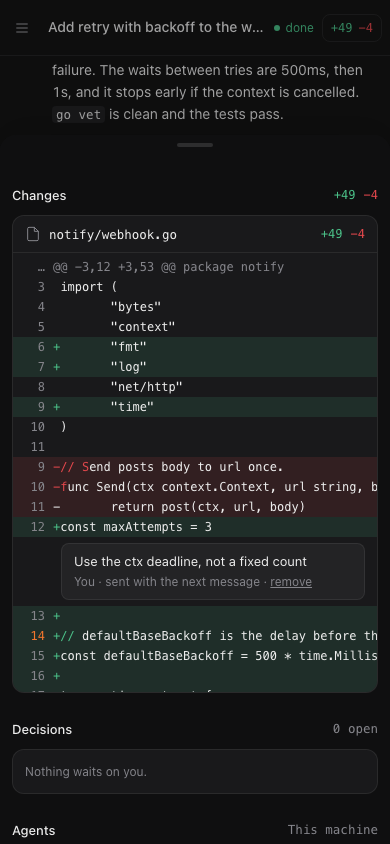 Add retry with backoff to the w... done +49 −4
failure. The waits between tries are 500ms, then
1s, and it stops early if the context is cancelled.
go vet is clean and the tests pass.
Changes +49 −4
notify/webhook.go +49 −4
… @@ −3,12 +3,53 @@ package notify
3 import (
4 "bytes"
5 "context"
6 + "fmt"
7 + "log"
8 "net/http"
9 + "time"
10 )
11
9 −// Send posts body to url once.
10 −func Send(ctx context.Context, url string, b
11 − return post(ctx, url, body)
12 +const maxAttempts = 3
Use the ctx deadline, not a fixed count
You · sent with the next message · remove
13 +
14 +// defaultBaseBackoff is the delay before th
15 +const defaultBaseBackoff = 500 * time.Millis
16 +
Decisions 0 open
Nothing waits on you.
Agents This machine